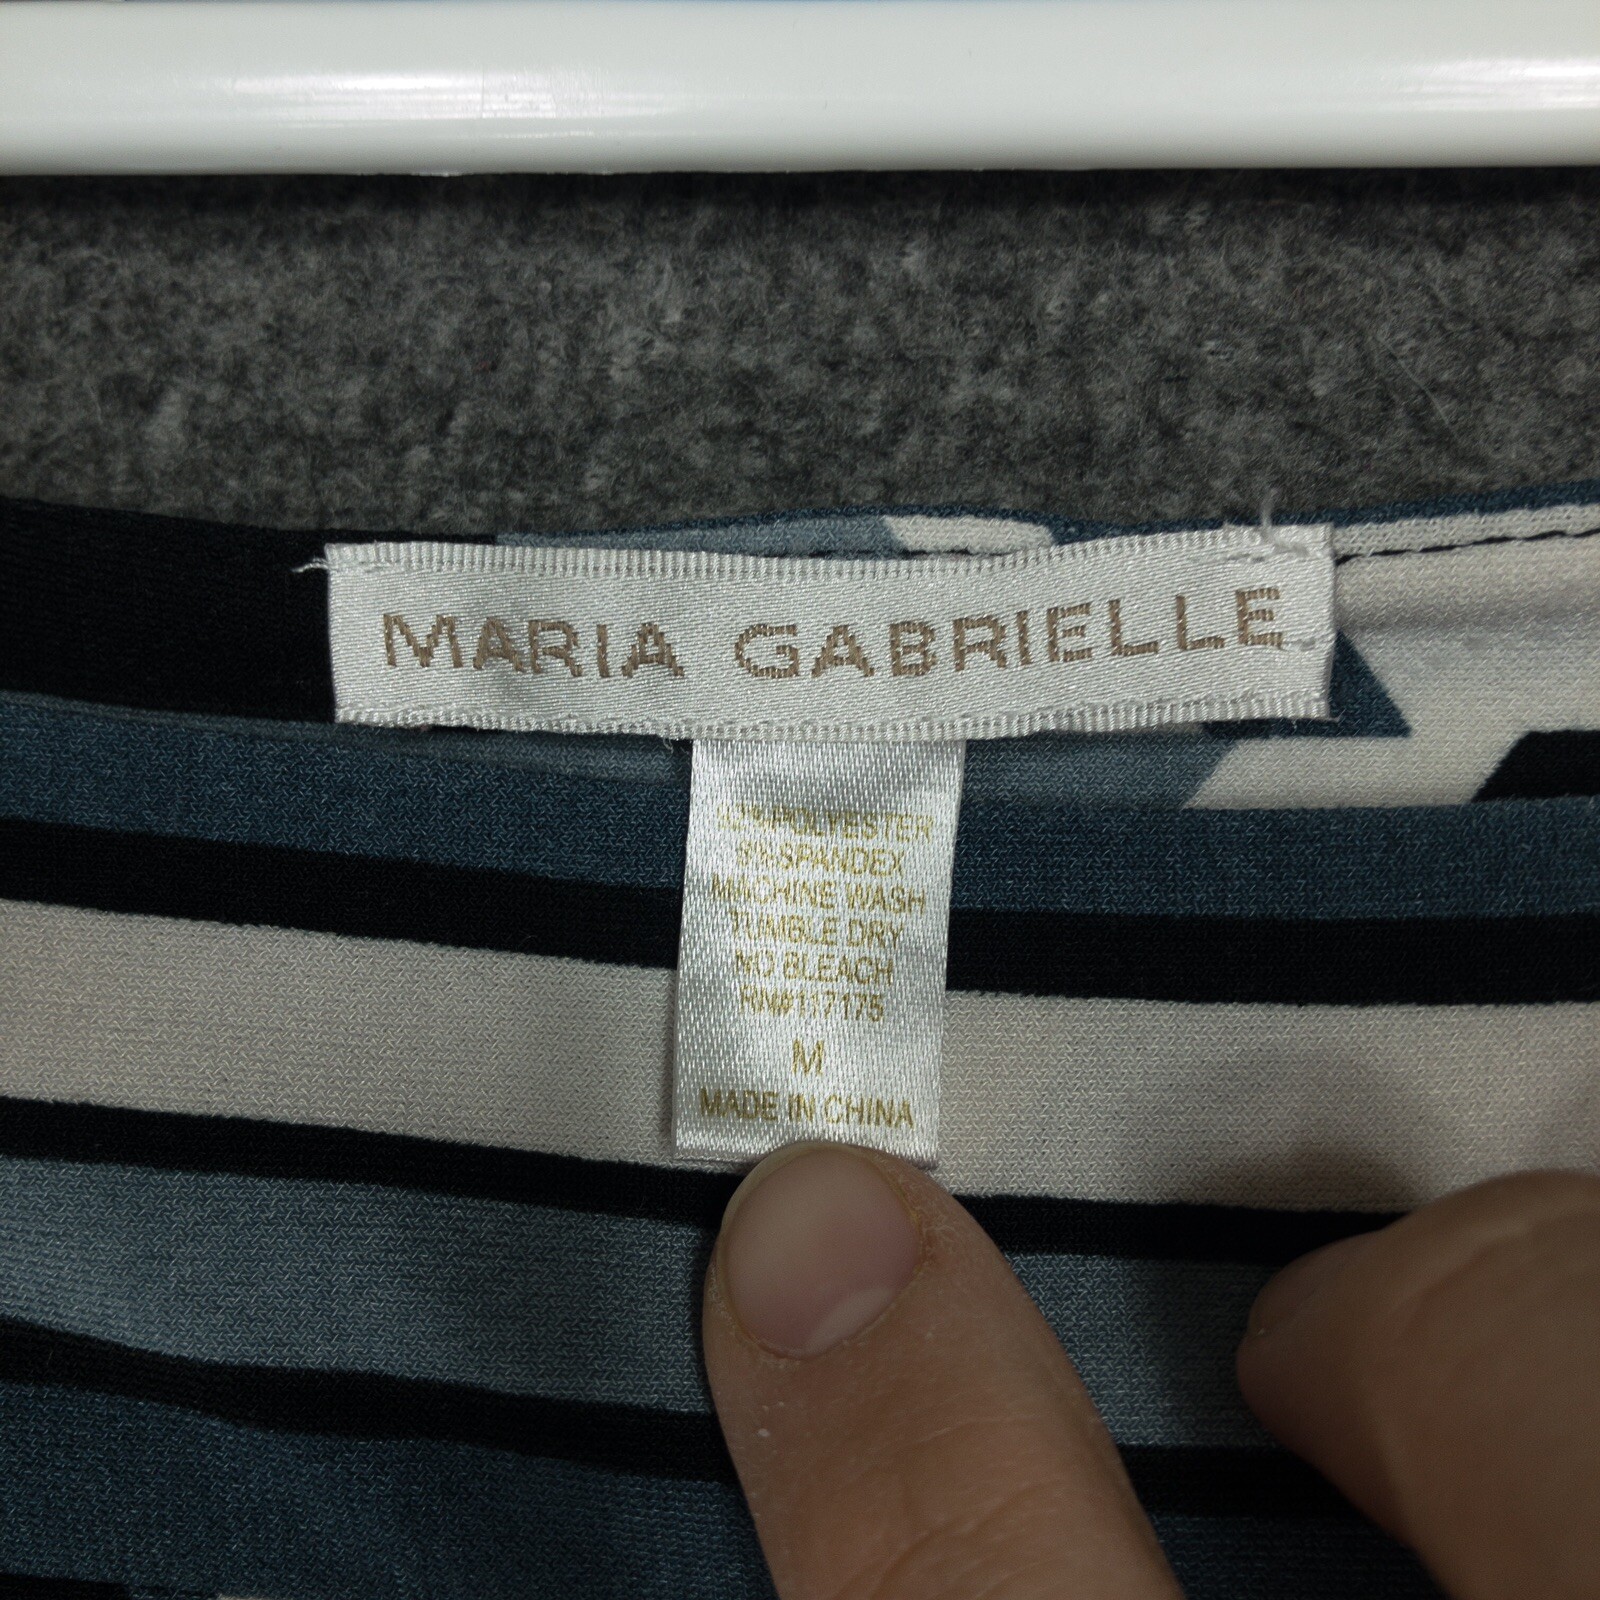 MARIA GABRIELLE
POLYESTER
SPANDEX
MACHINE WASH
TUMBLE DRY
NO BLEACH
RN#117175
M
MADE IN CHINA